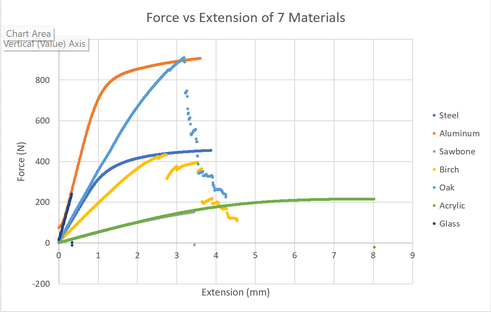 Force vs Extension of 7 Materials
Chart Area
Vertical (Value) Axis
800
600
400
200
0
-200
0 1 2 3 4 5 6 7 8 9
Force (N)
Extension (mm)
Steel
Aluminum
Sawbone
Birch
Oak
Acrylic
Glass